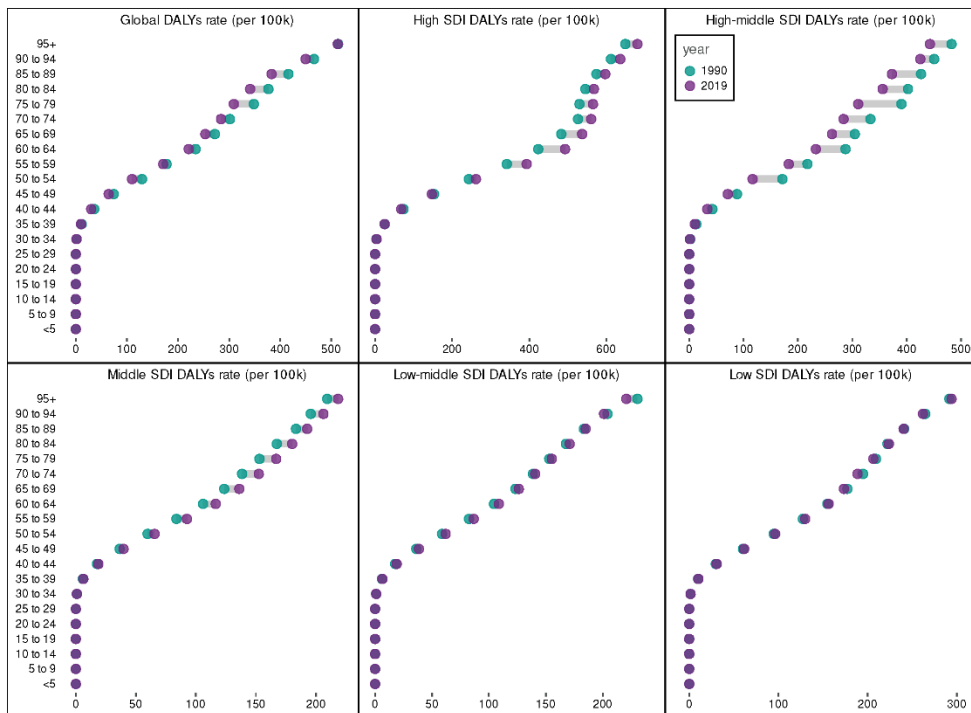 Global DALYs rate (per 100k)
High SDI DALYs rate (per 100k)
High-middle SDI DALYs rate (per 100k)
95+
90 to 94
85 to 89
80 to 84
75 to 79
70 to 74
65 to 69
60 to 64
55 to 59
50 to 54
45 to 49
40 to 44
35 to 39
30 to 34
25 to 29
20 to 24
15 to 19
10 to 14
5 to 9
<5
year
1990
2019
0 100 200 300 400 500
0 200 400 600
0 100 200 300 400 500
Middle SDI DALYs rate (per 100k)
Low-middle SDI DALYs rate (per 100k)
Low SDI DALYs rate (per 100k)
95+
90 to 94
85 to 89
80 to 84
75 to 79
70 to 74
65 to 69
60 to 64
55 to 59
50 to 54
45 to 49
40 to 44
35 to 39
30 to 34
25 to 29
20 to 24
15 to 19
10 to 14
5 to 9
<5
0 50 100 150 200
0 50 100 150 200
0 100 200 300